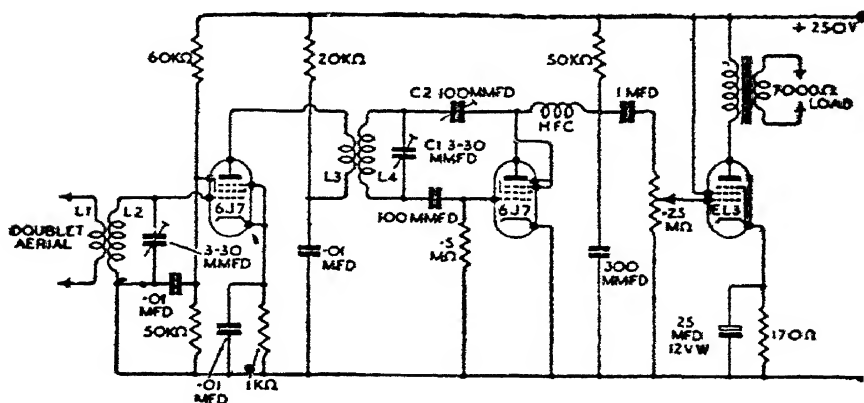 + 250V
60KΩ
20KΩ
50KΩ
C2 100MMFD
1 MFD
HFC
7000Ω
LOAD
C1 3-30
MMFD
L3
L4
6J7
6J7
EL3
L1
L2
DOUBLET
AERIAL
3-30
MMFD
100MMFD
·5
MΩ
·25
MΩ
·01
MFD
300
MMFD
·01
MFD
50KΩ
·01
MFD
1KΩ
25
MFD
12VW
170Ω